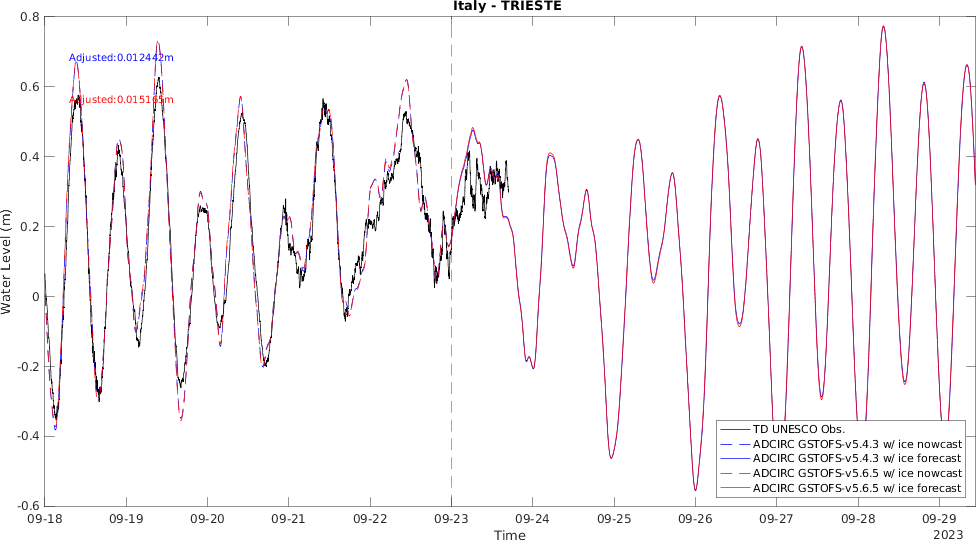 Italy - TRIESTE
0.8
0.6
0.4
0.2
0
-0.2
-0.4
-0.6
Water Level (m)
Adjusted:0.012442m
Adjusted:0.015165m
TD UNESCO Obs.
ADCIRC GSTOFS-v5.4.3 w/ ice nowcast
ADCIRC GSTOFS-v5.4.3 w/ ice forecast
ADCIRC GSTOFS-v5.6.5 w/ ice nowcast
ADCIRC GSTOFS-v5.6.5 w/ ice forecast
09-18 09-19 09-20 09-21 09-22 09-23 09-24 09-25 09-26 09-27 09-28 09-29
Time
2023